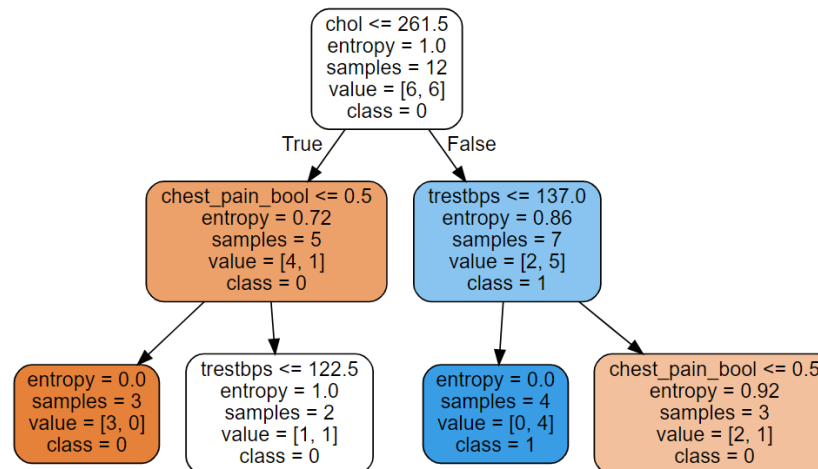 chol <= 261.5
entropy = 1.0
samples = 12
value = [6, 6]
class = 0
True
False
chest_pain_bool <= 0.5
entropy = 0.72
samples = 5
value = [4, 1]
class = 0
trestbps <= 137.0
entropy = 0.86
samples = 7
value = [2, 5]
class = 1
entropy = 0.0
samples = 3
value = [3, 0]
class = 0
trestbps <= 122.5
entropy = 1.0
samples = 2
value = [1, 1]
class = 0
entropy = 0.0
samples = 4
value = [0, 4]
class = 1
chest_pain_bool <= 0.5
entropy = 0.92
samples = 3
value = [2, 1]
class = 0